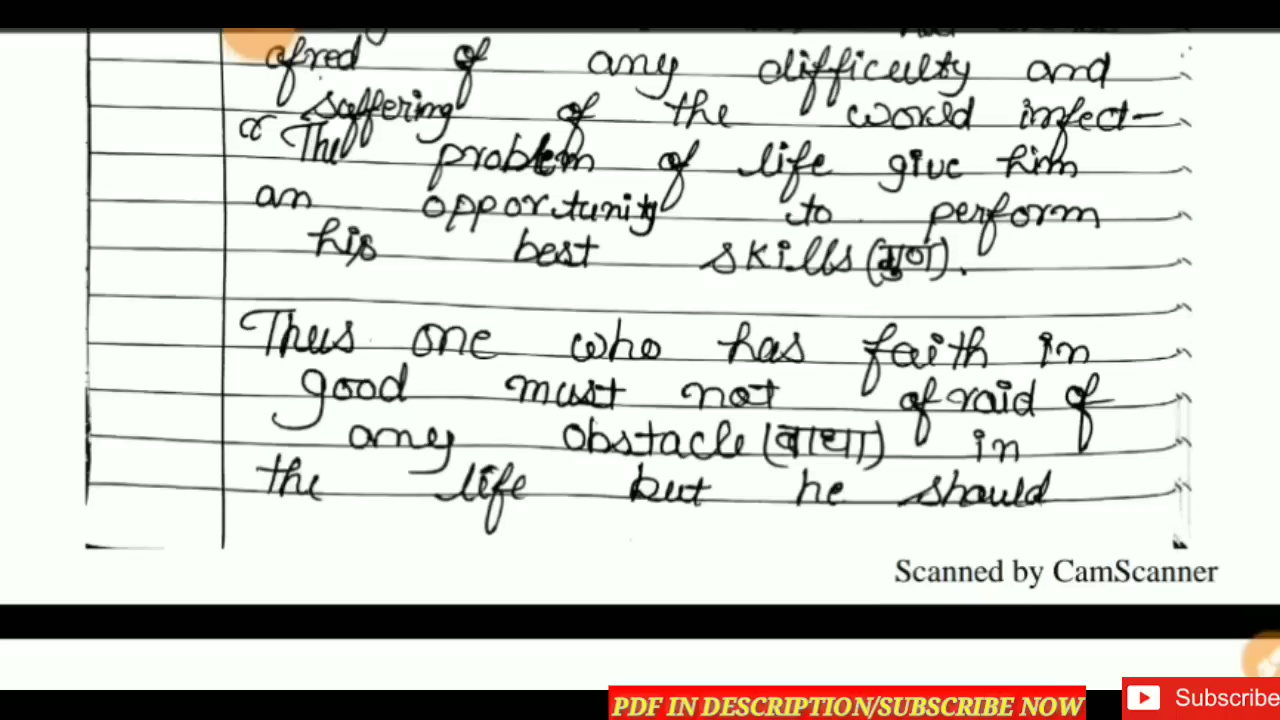 afred of any difficulty and
saffering of the world infect-
The problem of life give him
an opportunity to perform
his best skills (गुण).
Thus one who has faith in
good must not afraid of
any obstacle (बाधा) in
the life but he should
Scanned by CamScanner
PDF IN DESCRIPTION/SUBSCRIBE NOW
Subscribe